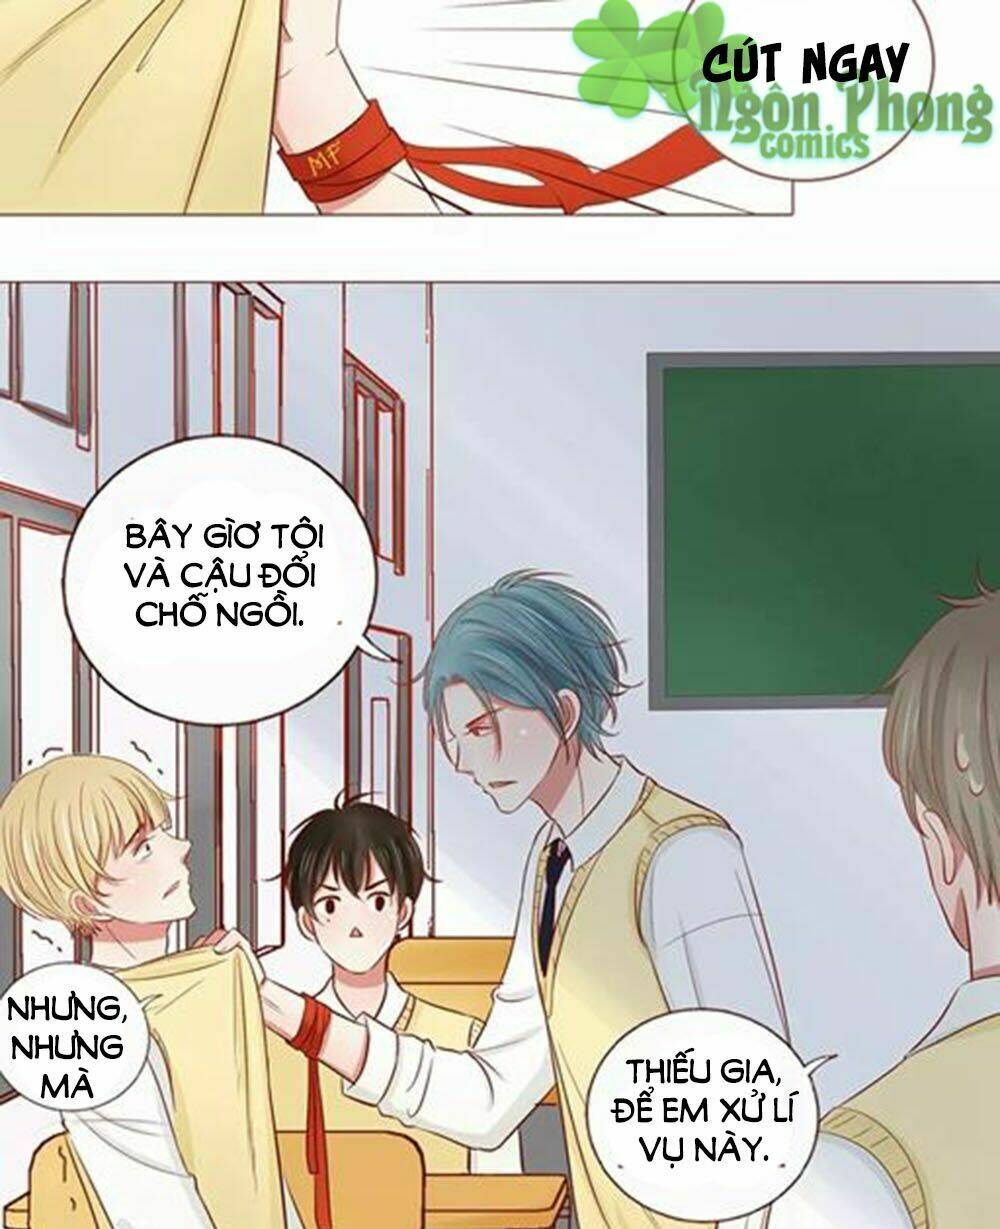 CÚT NGAY
Ngôn Phong
comics
MF
BÂY GIỜ TÔI
VÀ CẬU ĐỔI
CHỖ NGỒI.
NHƯNG,
NHƯNG
MÀ
THIẾU GIA,
ĐỂ EM XỬ LÍ
VỤ NÀY.